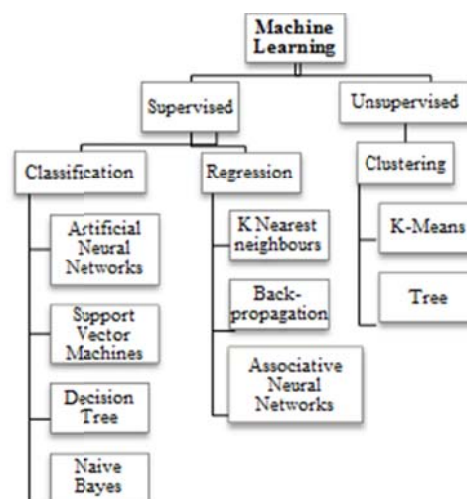 Machine
Learning
Supervised
Unsupervised
Classification
Regression
Clustering
Artificial
Neural
Networks
Support
Vector
Machines
Decision
Tree
Naive
Bayes
K Nearest
neighbours
Back-
propagation
Associative
Neural
Networks
K-Means
Tree